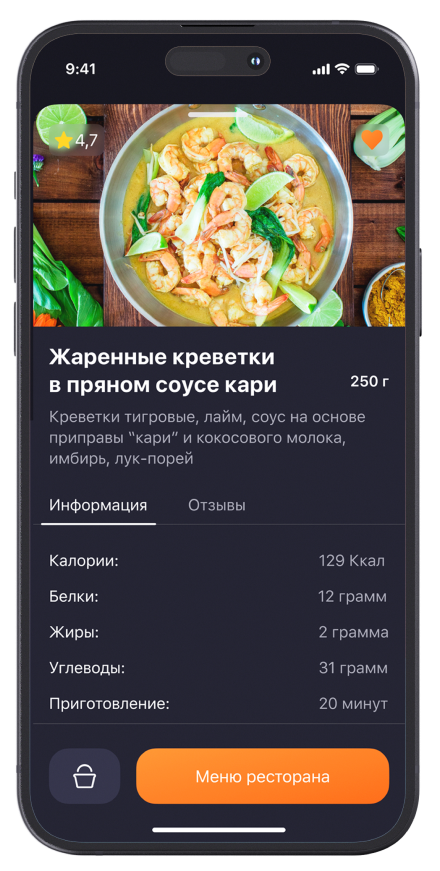 9:41
4,7
Жаренные креветки
в пряном соусе кари
250 г
Креветки тигровые, лайм, соус на основе
приправы “кари” и кокосового молока,
имбирь, лук-порей
Информация Отзывы
Калории: 129 Ккал
Белки: 12 грамм
Жиры: 2 грамма
Углеводы: 31 грамм
Приготовление: 20 минут
Меню ресторана